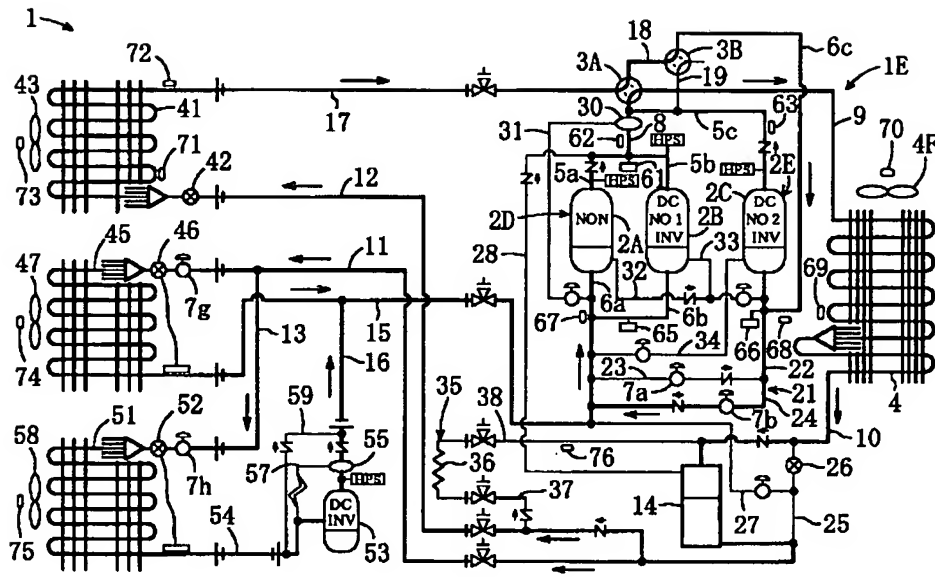 1
72
18
3B
6c
3A
19
1E
43
41
17
30
31
62
8
63
70
4F
9
HPS
5c
71
42
12
5a
HPS
61
5b
HPS
2C
2E
73
2D
NON
DC
NO 1
INV
2B
DC
NO 2
INV
45
46
11
28
2A
33
32
47
7g
6a
69
13
15
67
65
6b
66
68
74
16
34
22
23
7a
21
24
7b
4
51
52
59
35
38
10
58
57
55
36
76
26
7h
HPS
37
14
27
25
75
54
DC
INV
53